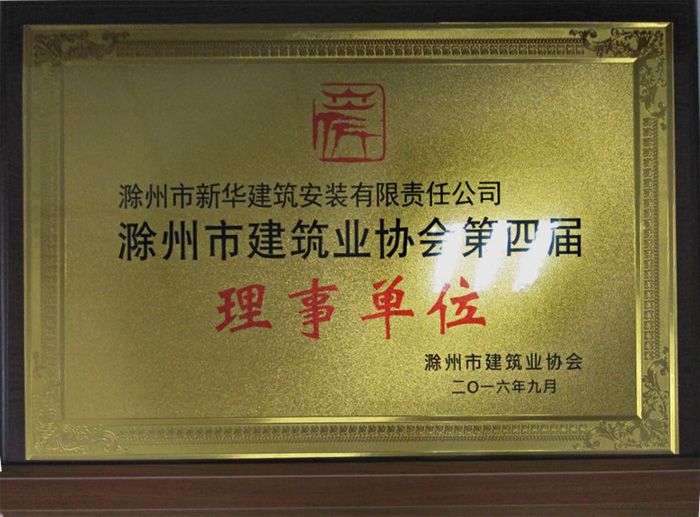 滁州市新华建筑安装有限责任公司
滁州市建筑业协会第四届
理事单位
滁州市建筑业协会
二〇一六年九月